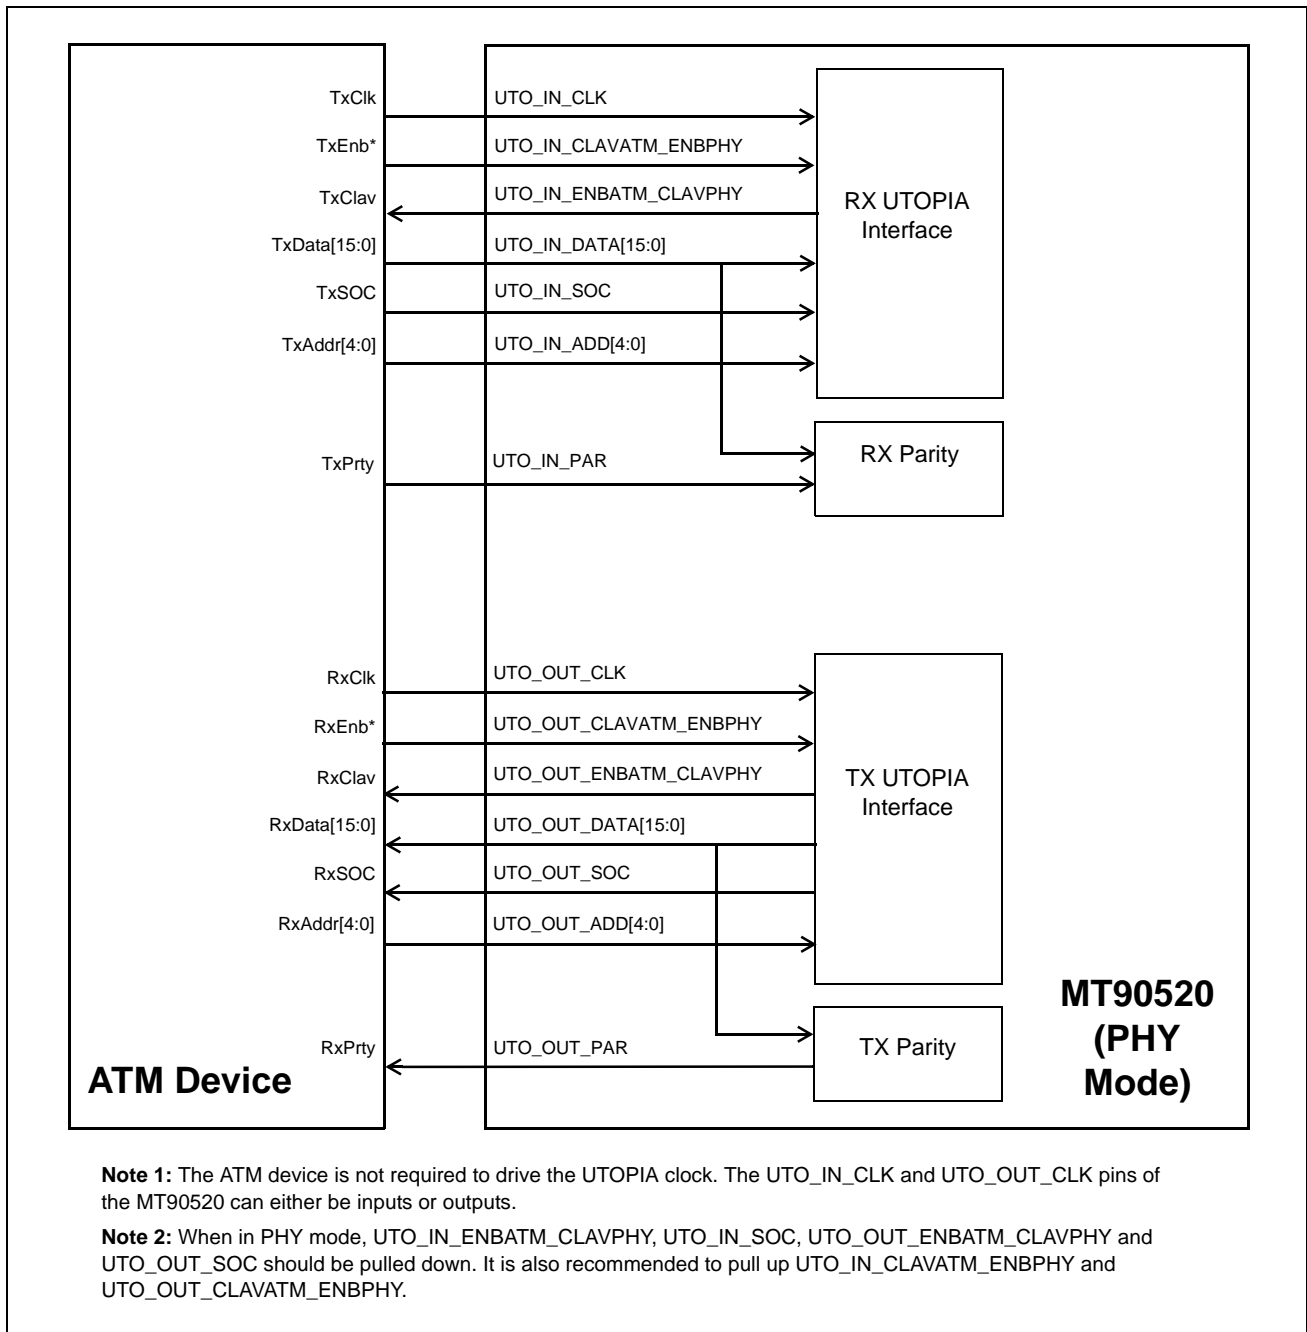 TxClk
UTO_IN_CLK
TxEnb*
UTO_IN_CLAVATM_ENBPHY
TxClav
UTO_IN_ENBATM_CLAVPHY
RX UTOPIA
Interface
TxData[15:0]
UTO_IN_DATA[15:0]
TxSOC
UTO_IN_SOC
TxAddr[4:0]
UTO_IN_ADD[4:0]
TxPrty
UTO_IN_PAR
RX Parity
RxClk
UTO_OUT_CLK
RxEnb*
UTO_OUT_CLAVATM_ENBPHY
RxClav
UTO_OUT_ENBATM_CLAVPHY
TX UTOPIA
Interface
RxData[15:0]
UTO_OUT_DATA[15:0]
RxSOC
UTO_OUT_SOC
RxAddr[4:0]
UTO_OUT_ADD[4:0]
RxPrty
UTO_OUT_PAR
TX Parity
ATM Device
MT90520
(PHY
Mode)
Note 1: The ATM device is not required to drive the UTOPIA clock. The UTO_IN_CLK and UTO_OUT_CLK pins of
the MT90520 can either be inputs or outputs.
Note 2: When in PHY mode, UTO_IN_ENBATM_CLAVPHY, UTO_IN_SOC, UTO_OUT_ENBATM_CLAVPHY and
UTO_OUT_SOC should be pulled down. It is also recommended to pull up UTO_IN_CLAVATM_ENBPHY and
UTO_OUT_CLAVATM_ENBPHY.